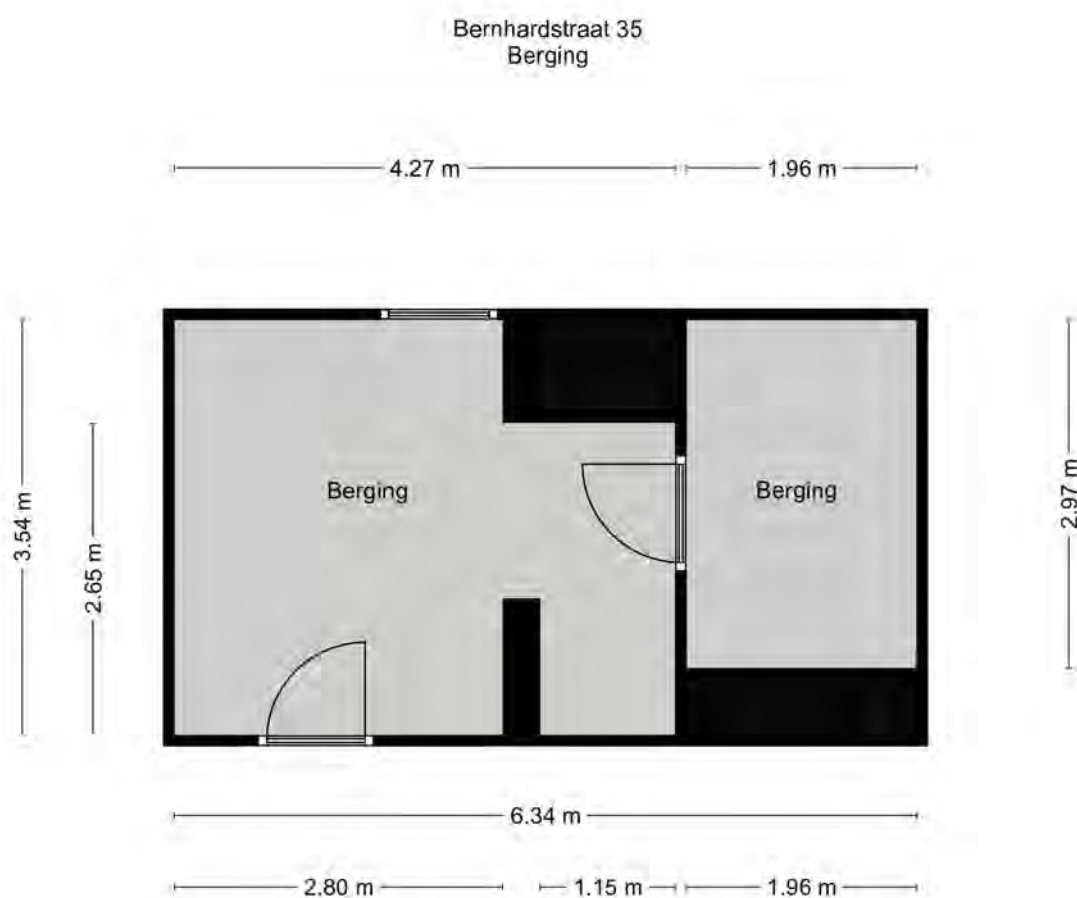 Bernhardstraat 35
Berging
4.27 m
1.96 m
3.54 m
2.65 m
Berging
Berging
2.97 m
6.34 m
2.80 m
1.15 m
1.96 m